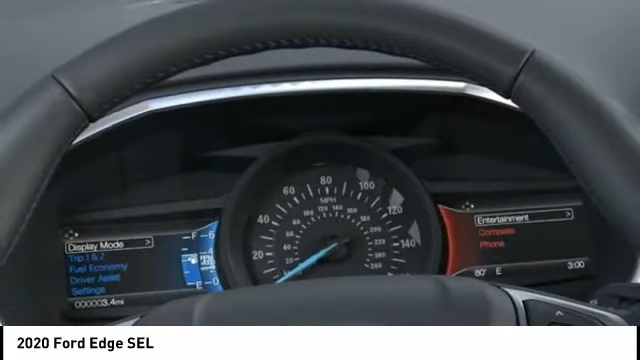 80
100
60
MPH
120
40
140
20
Display Mode >
Trip 1 & 2
Fuel Economy
Driver Assist
Settings
000003.4mi
F
E
Entertainment >
Compass
Phone
80° E
3:00
2020 Ford Edge SEL